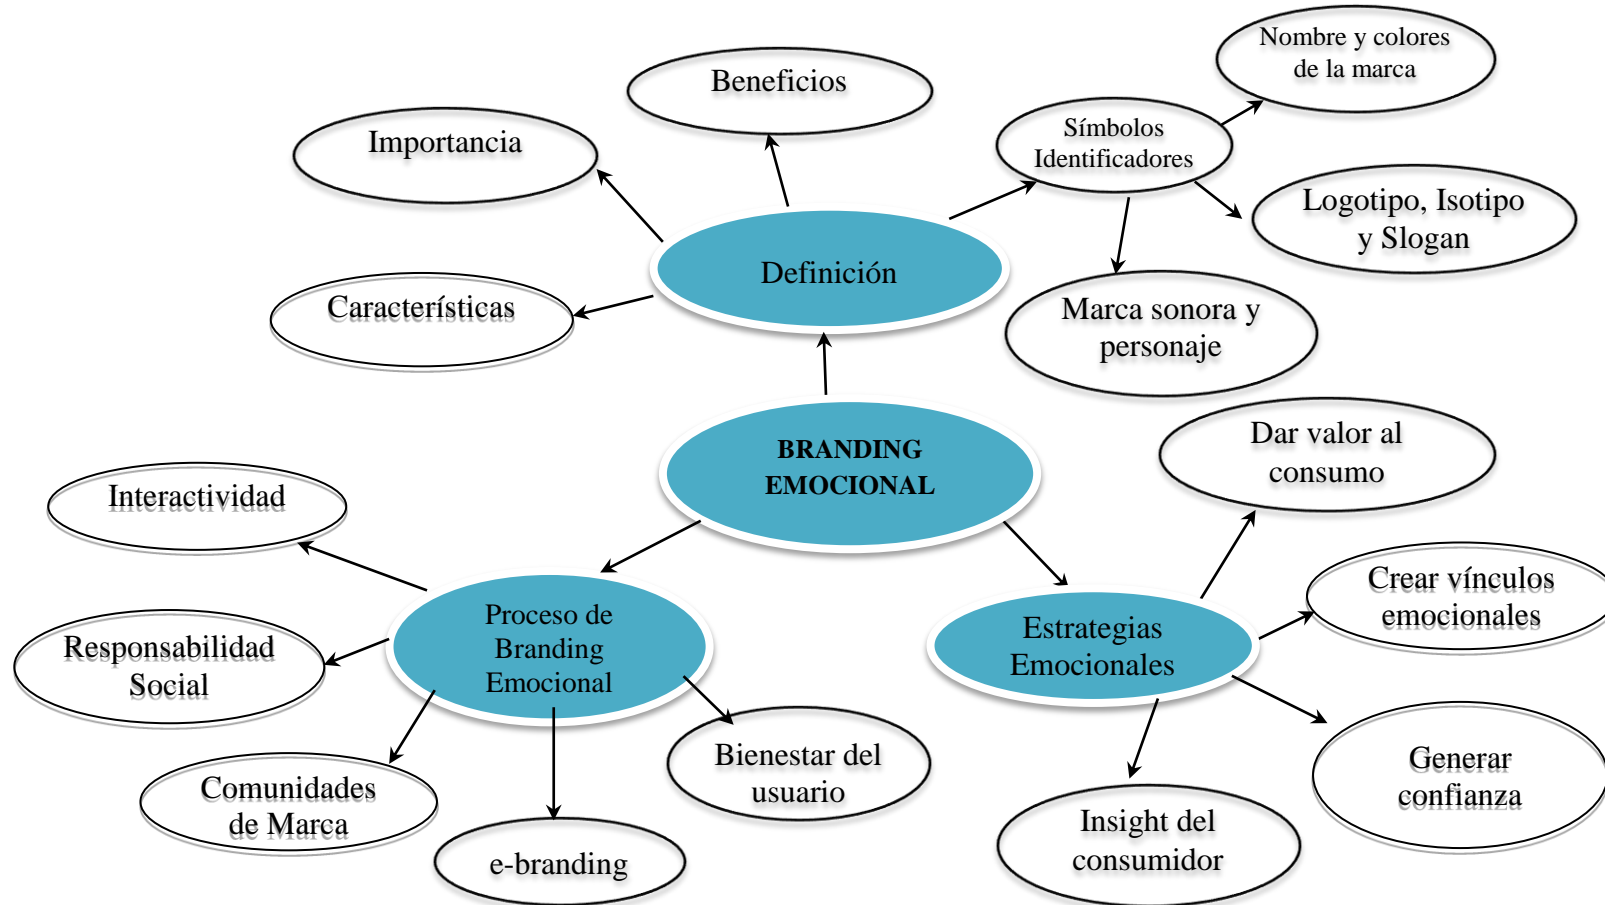 Nombre y colores
de la marca
Beneficios
Símbolos
Identificadores
Importancia
Logotipo, Isotipo
y Slogan
Definición
Característícas
Marca sonora y
personaje
BRANDING
EMOCIONAL
Dar valor al
consumo
Interactividad
Crear vínculos
emocionales
Proceso de
Branding
Emocional
Estrategias
Emocionales
Responsabilidad
Social
Bienestar del
usuario
Generar
confianza
Comunidades
de Marca
Insight del
consumidor
e-branding